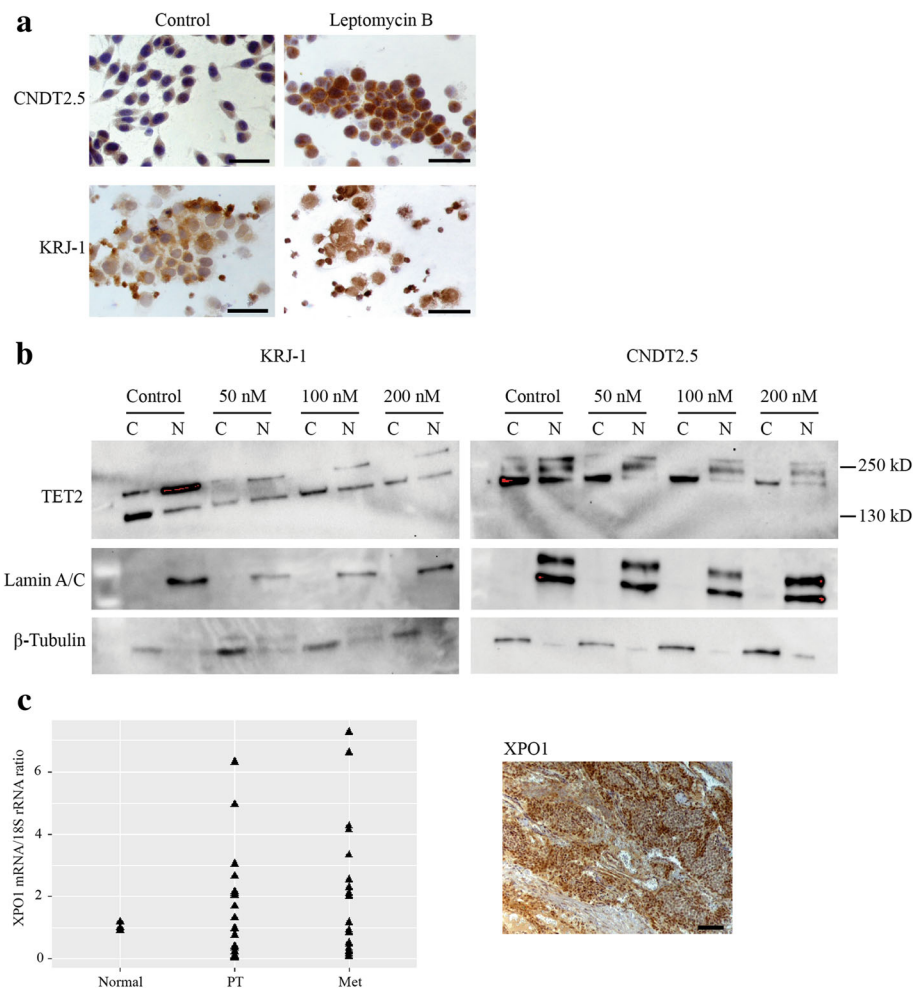 a
Control
Leptomycin B
CNDT2.5
KRJ-1
b
KRJ-1
CNDT2.5
Control 50 nM 100 nM 200 nM
Control 50 nM 100 nM 200 nM
C N C N C N C N
C N C N C N C N
TET2
250 kD
130 kD
Lamin A/C
β-Tubulin
c
XPO1 mRNA/18S rRNA ratio
6
4
2
0
Normal PT Met
XPO1